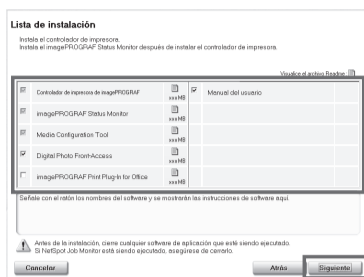 Lista de instalación
Instala el controlador de impresora.
Instala el imagePROGRAF Status Monitor después de instalar el controlador de impresora.
Visualice el archivo Readme:
Controlador de impresora de imagePROGRAF xxxMB Manual del usuario
imagePROGRAF Status Monitor xxxMB
Media Configuration Tool xxxMB
Digital Photo Front-Access xxxMB
imagePROGRAF Print Plug-In for Office xxxMB
Señale con el ratón los nombres del software y se mostrarán las instrucciones de software aquí.
Antes de la instalación, cierre cualquier software de aplicación que esté siendo ejecutado.
Si NetSpot Job Monitor está siendo ejecutado, asegúrese de cerrarlo.
Cancelar Atrás Siguiente